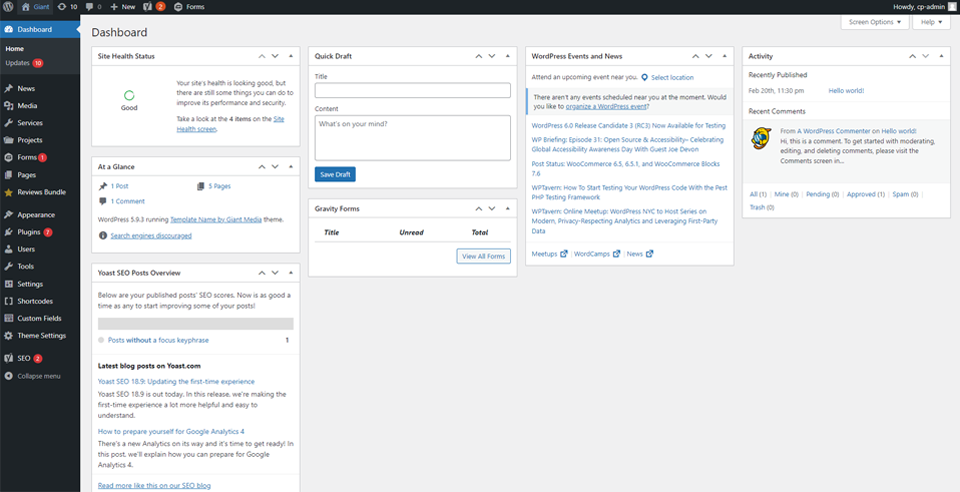 Giant
10
0
New
2
Forms
Howdy, cp-admin
Dashboard
Home
Updates 10
News
Media
Services
Projects
Forms 1
Pages
Reviews Bundle
Appearance
Plugins 7
Users
Tools
Settings
Shortcodes
Custom Fields
Theme Settings
SEO 2
Collapse menu
Dashboard
Screen Options
Help
Site Health Status
Good
Your site's health is looking good, but
there are still some things you can do to
improve its performance and security.
Take a look at the 4 items on the Site
Health screen.
At a Glance
1 Post
5 Pages
1 Comment
WordPress 5.9.3 running Template Name by Giant Media theme.
Search engines discouraged
Yoast SEO Posts Overview
Below are your published posts' SEO scores. Now is as good a
time as any to start improving some of your posts!
Posts without a focus keyphrase 1
Latest blog posts on Yoast.com
Yoast SEO 18.9: Updating the first-time experience
Yoast SEO 18.9 is out today. In this release, we're making the
first-time experience a lot more helpful and easy to
understand.
How to prepare yourself for Google Analytics 4
There's a new Analytics on its way and it's time to get ready! In
this post, we'll explain how you can prepare for Google
Analytics 4.
Read more like this on our SEO blog
Quick Draft
Title
Content
What's on your mind?
Save Draft
Gravity Forms
Title Unread Total
View All Forms
WordPress Events and News
Attend an upcoming event near you. Select location
There aren't any events scheduled near you at the moment. Would
you like to organize a WordPress event?
WordPress 6.0 Release Candidate 3 (RC3) Now Available for Testing
WP Briefing: Episode 31: Open Source & Accessibility– Celebrating
Global Accessibility Awareness Day With Guest Joe Devon
Post Status: WooCommerce 6.5, 6.5.1, and WooCommerce Blocks
7.6
WPTavern: How To Start Testing Your WordPress Code With the Pest
PHP Testing Framework
WPTavern: Online Meetup: WordPress NYC to Host Series on
Modern, Privacy-Respecting Analytics and Leveraging First-Party
Data
Meetups | WordCamps | News
Activity
Recently Published
Feb 20th, 11:30 pm Hello world!
Recent Comments
From A WordPress Commenter on Hello world!
Hi, this is a comment. To get started with moderating,
editing, and deleting comments, please visit the
Comments screen in...
All (1) | Mine (0) | Pending (0) | Approved (1) | Spam (0) |
Trash (0)